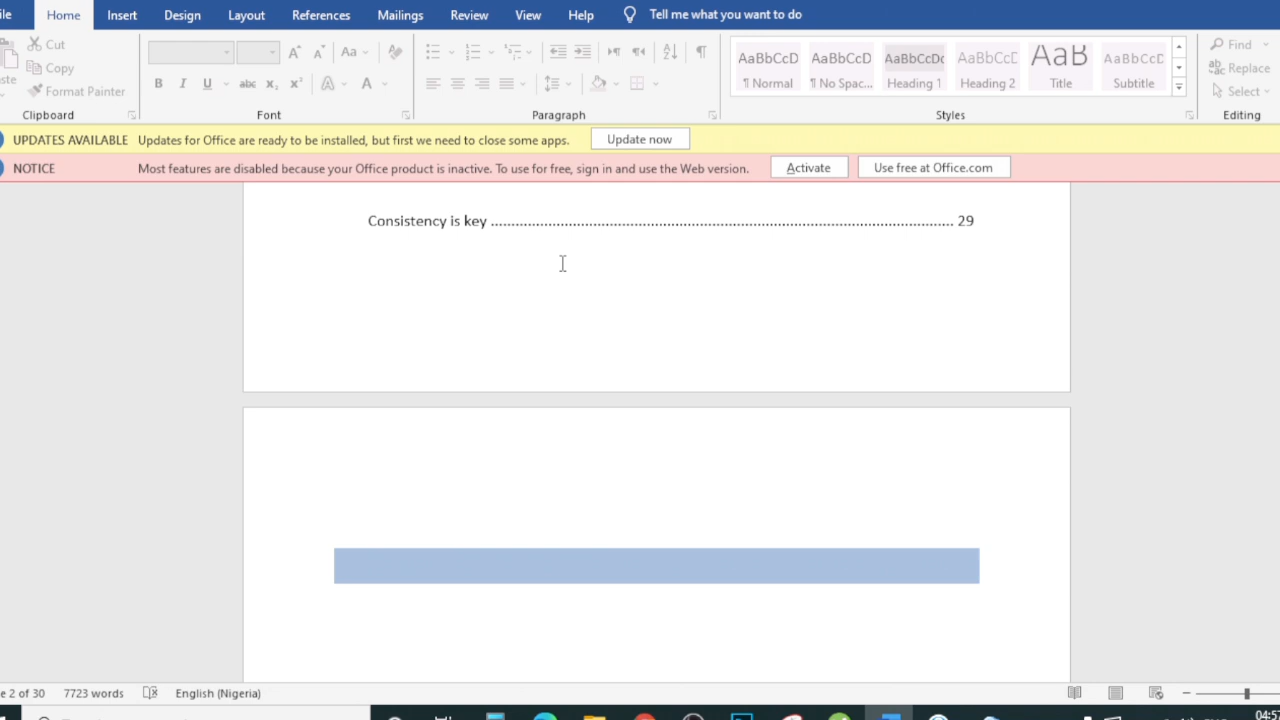 Home Insert Design Layout References Mailings Review View Help Tell me what you want to do
Cut
Copy
Format Painter
Clipboard
Aa
abc
Font
Paragraph
AaBbCcD AaBbCcD AaBbCcDc AaBbCcD AaB AaBbCcD
¶ Normal ¶ No Spac... Heading 1 Heading 2 Title Subtitle
Styles
Find
Replace
Select
Editing
UPDATES AVAILABLE Updates for Office are ready to be installed, but first we need to close some apps. Update now
NOTICE Most features are disabled because your Office product is inactive. To use for free, sign in and use the Web version. Activate Use free at Office.com
Consistency is key ........................................................................................................... 29
e 2 of 30 7723 words English (Nigeria)